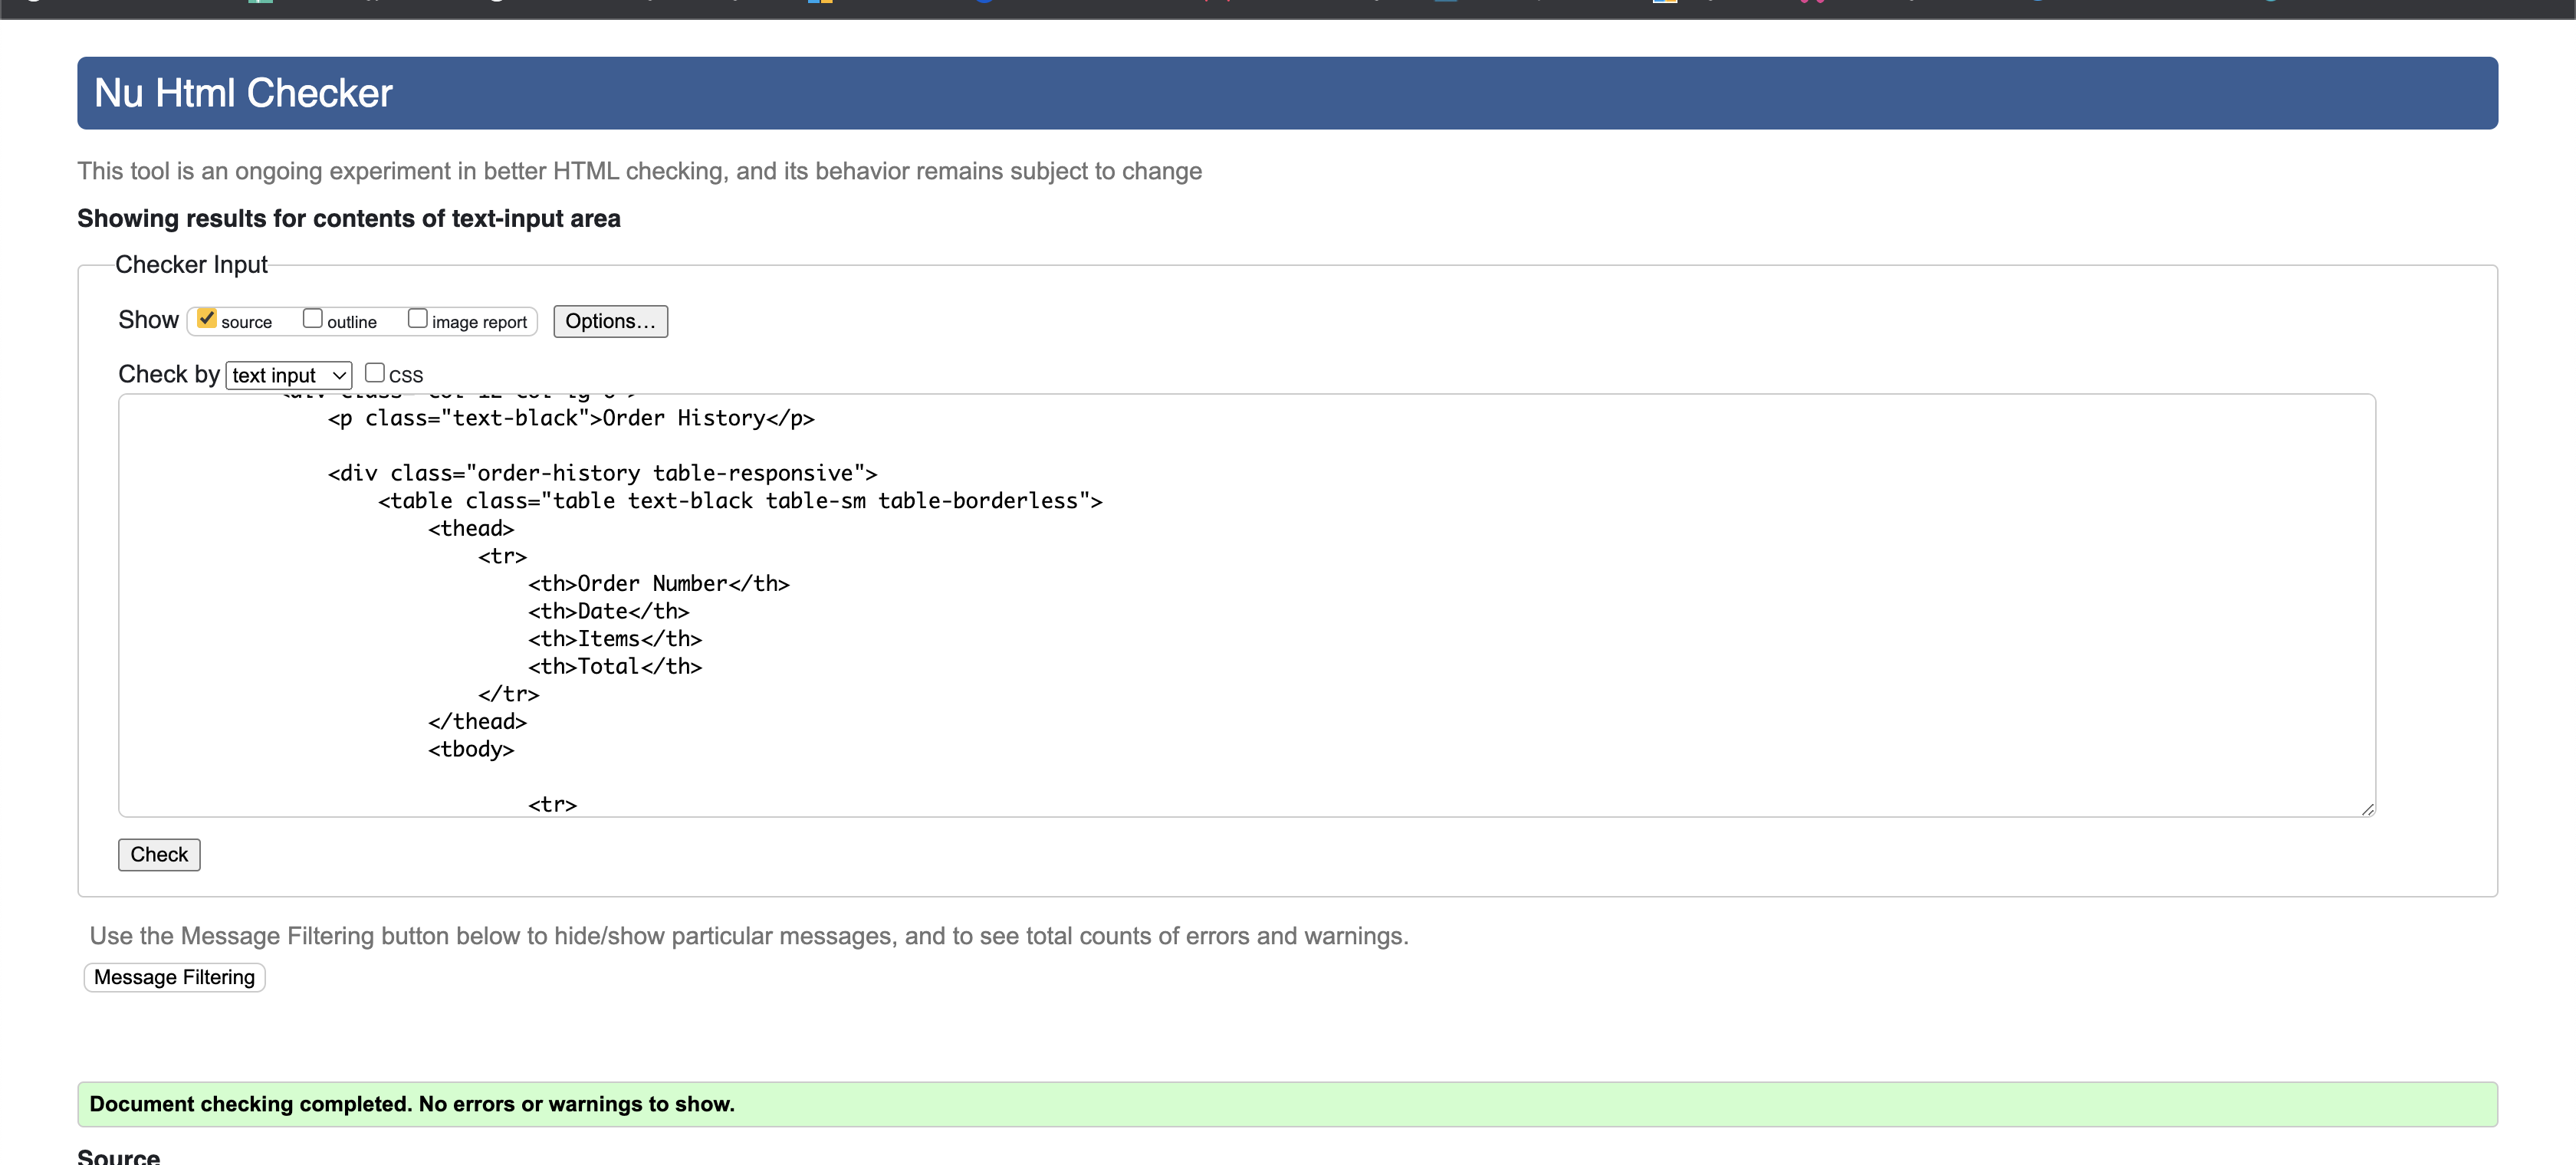 Nu Html Checker
This tool is an ongoing experiment in better HTML checking, and its behavior remains subject to change
Showing results for contents of text-input area
Checker Input
Show source outline image report Options...
Check by text input CSS
<p class="text-black">Order History</p>
<div class="order-history table-responsive">
<table class="table text-black table-sm table-borderless">
<thead>
<tr>
<th>Order Number</th>
<th>Date</th>
<th>Items</th>
<th>Total</th>
</tr>
</thead>
<tbody>
<tr>
Check
Use the Message Filtering button below to hide/show particular messages, and to see total counts of errors and warnings.
Message Filtering
Document checking completed. No errors or warnings to show.
Source